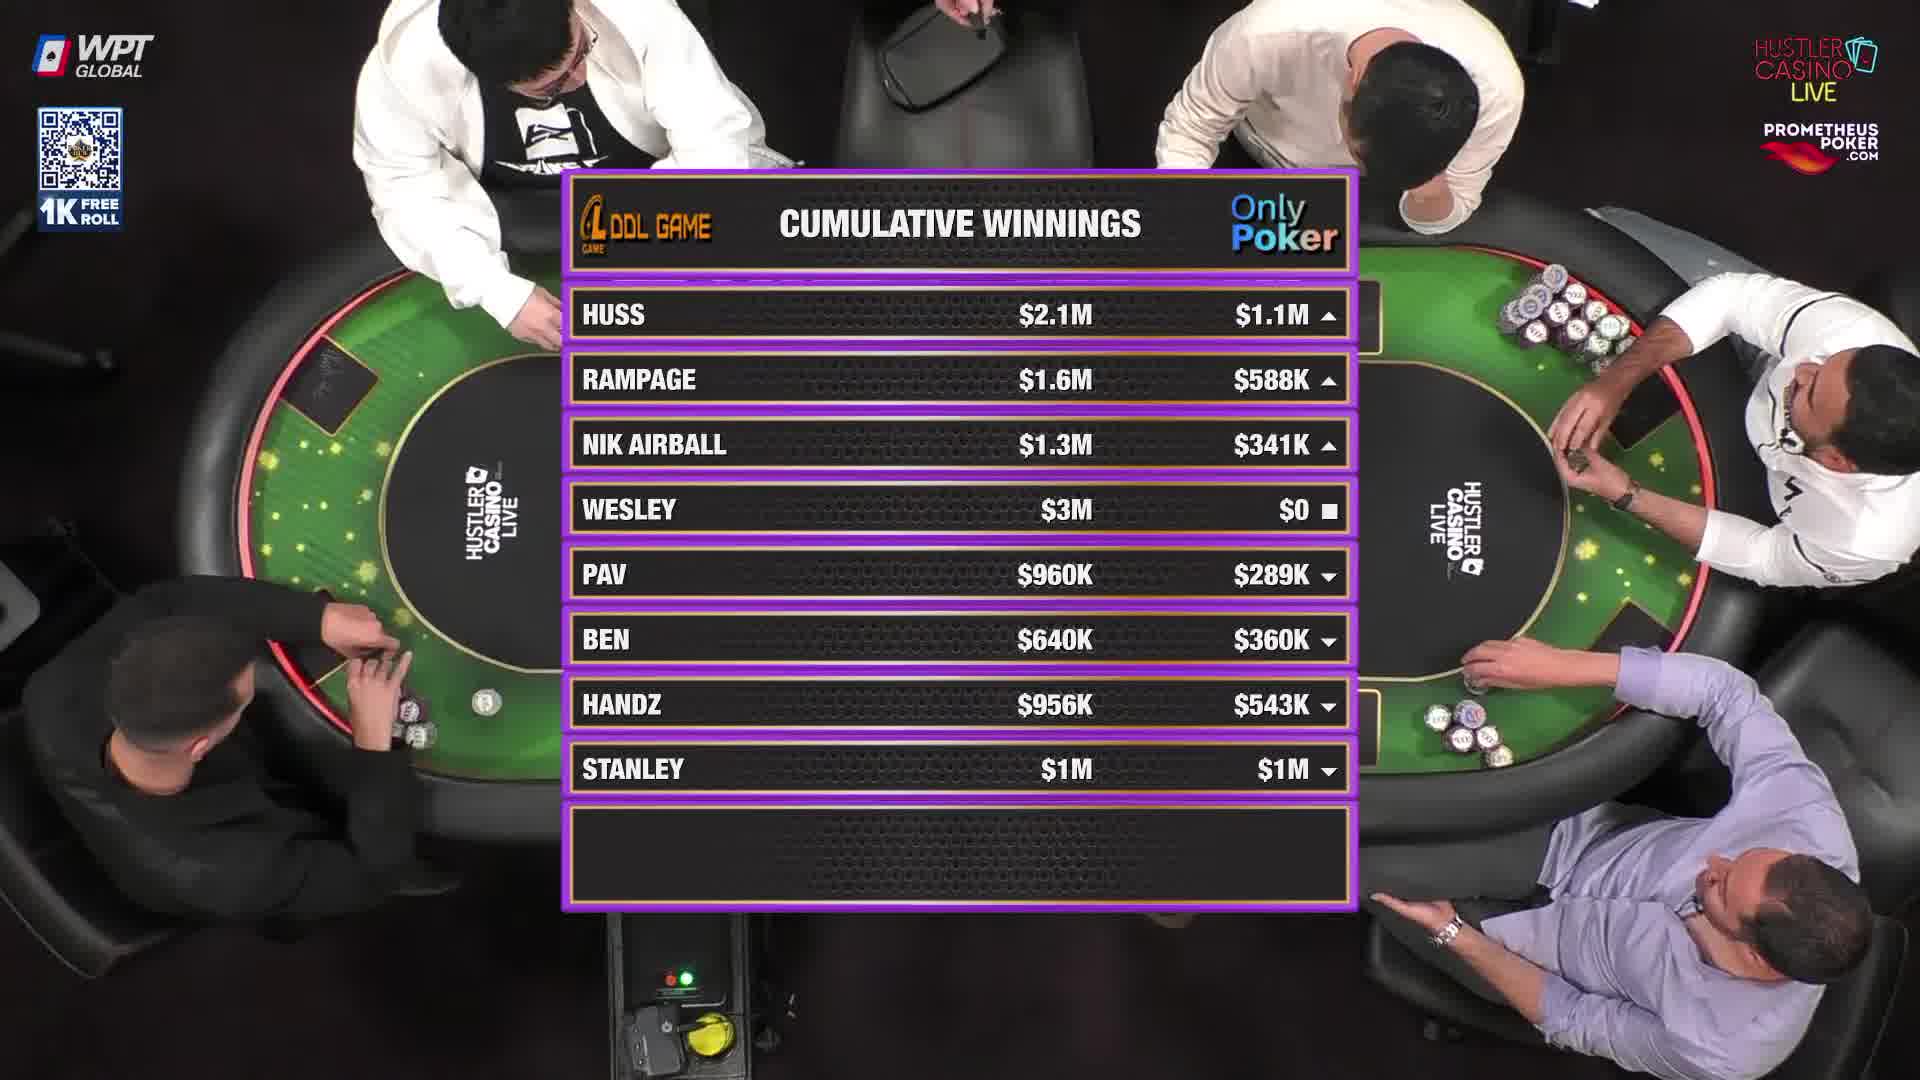 WPT
GLOBAL
1K FREE
ROLL
HUSTLER
CASINO
LIVE
PROMETHEUS
POKER
.COM
GAME
DDL GAME
CUMULATIVE WINNINGS
Only
Poker
HUSS $2.1M $1.1M
RAMPAGE $1.6M $588K
NIK AIRBALL $1.3M $341K
WESLEY $3M $0
PAV $960K $289K
BEN $640K $360K
HANDZ $956K $543K
STANLEY $1M $1M
HUSTLER
CASINO
LIVE
HUSTLER
CASINO
LIVE